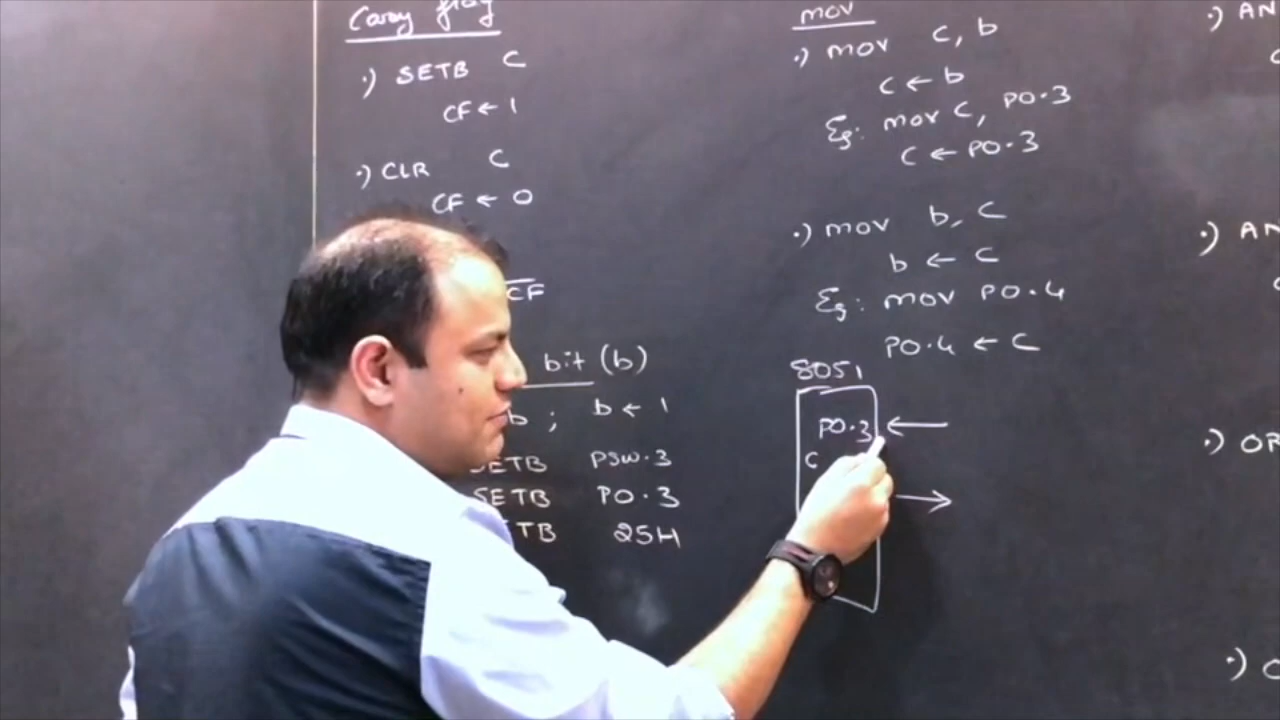 Carry flag
.) SETB C
CF ← 1
.) CLR C
CF ← 0
CF
bit (b)
b ; b ← 1
SETB PSW.3
SETB P0.3
TB 25H
mov
.) mov C, b
C ← b
Eg: mov C, P0.3
C ← P0.3
.) mov b, C
b ← C
Eg: mov P0.4
P0.4 ← C
8051
P0.3 ←
C
→
.) AN
.) AN
.) OR
.) O